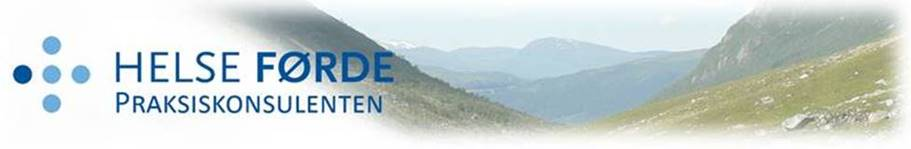 HELSE FØRDE
PRAKSISKONSULENTEN